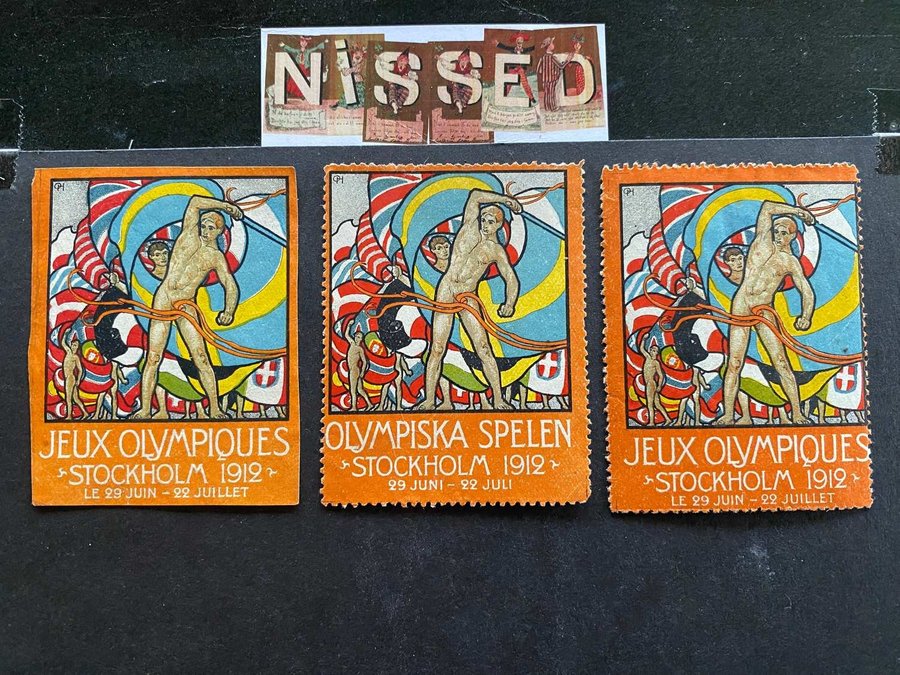 NiSSED
JEUX OLYMPIQUES
STOCKHOLM 1912
LE 29 JUIN - 22 JUILLET
OLYMPISKA SPELEN
STOCKHOLM 1912
29 JUNI - 22 JULI
JEUX OLYMPIQUES
STOCKHOLM 1912
LE 29 JUIN - 22 JUILLET